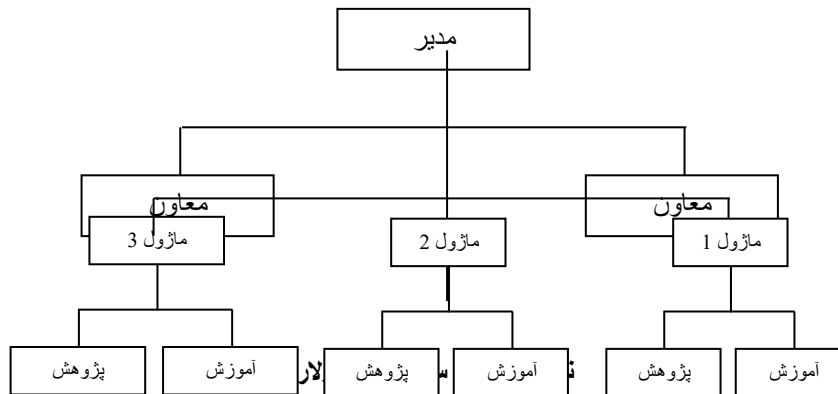 مدیر
معاون
معاون
ماژول 1
ماژول 2
ماژول 3
آموزش
پژوهش
آموزش
پژوهش
آموزش
پژوهش